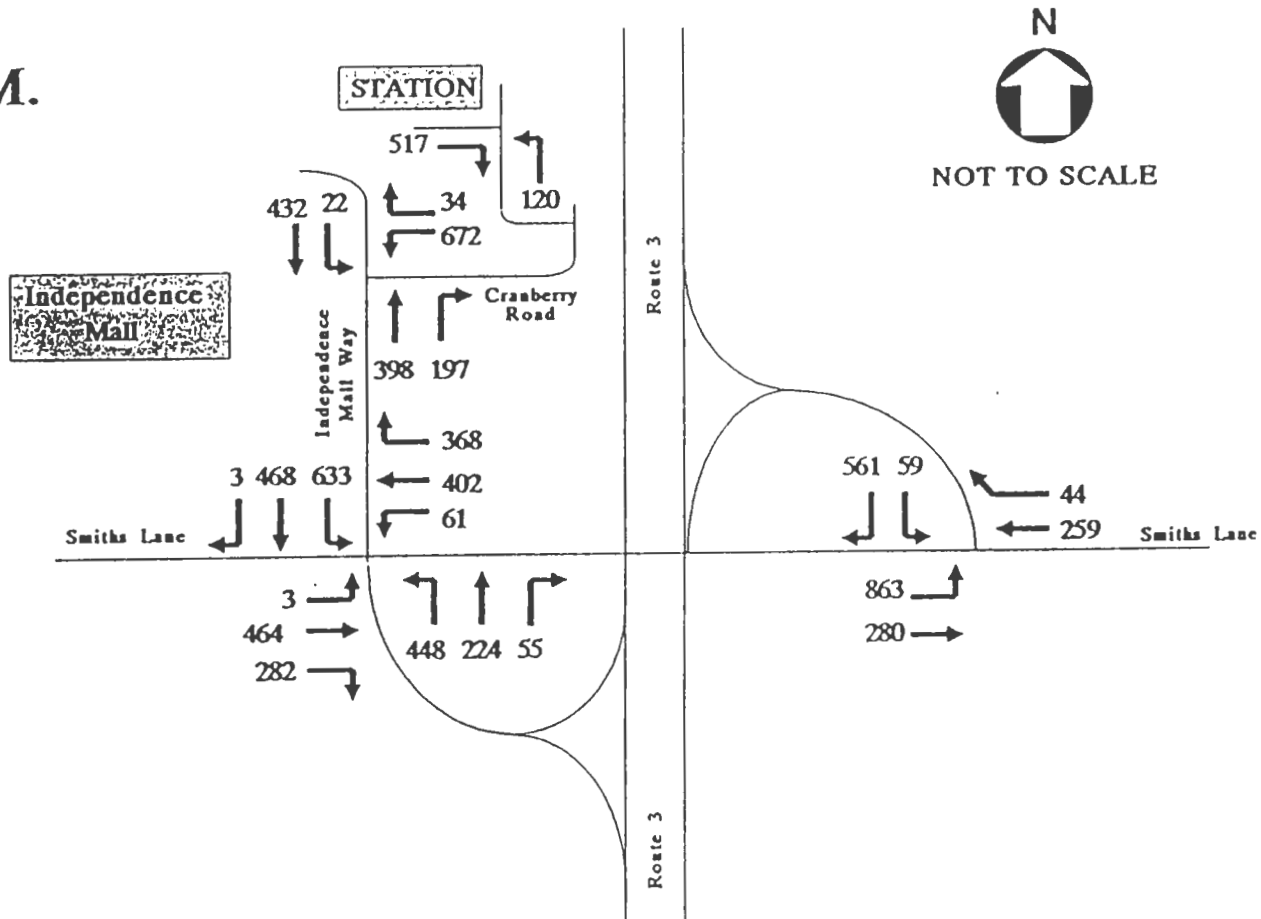 M.
N
STATION
517
NOT TO SCALE
432 22
34
120
672
Route 3
Independence
Mall
Cranberry
Road
Independence
Mall Way
398 197
368
3 468 633
402
561 59
44
61
259
Smiths Lane
Smiths Lane
3
863
464
448 224 55
280
282
Route 3